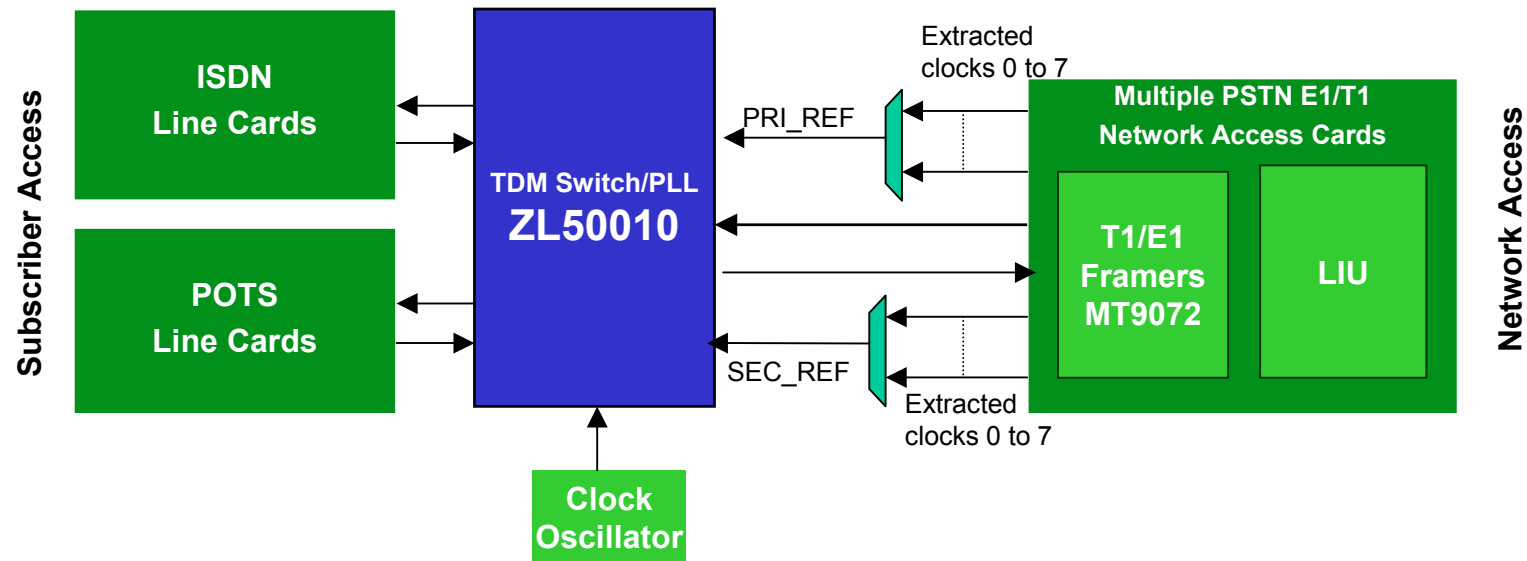 Subscriber Access
ISDN
Line Cards
POTS
Line Cards
TDM Switch/PLL
ZL50010
Clock
Oscillator
PRI_REF
SEC_REF
Extracted
clocks 0 to 7
Extracted
clocks 0 to 7
Multiple PSTN E1/T1
Network Access Cards
T1/E1
Framers
MT9072
LIU
Network Access